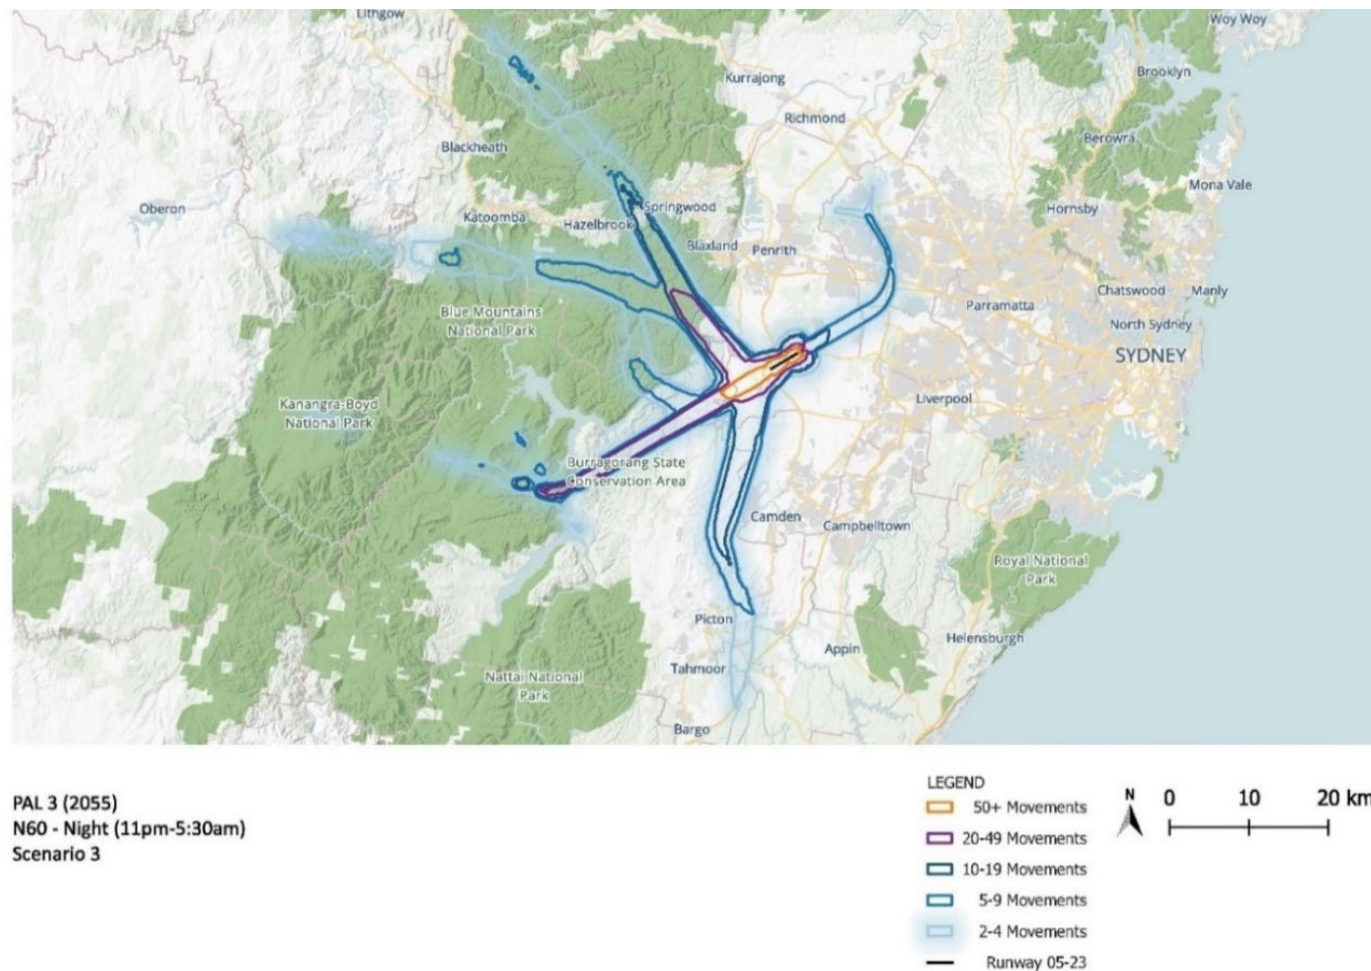 Lithgow
Woy Woy
Kurrajong
Brooklyn
Richmond
Blackheath
Berowra
Mona Vale
Oberon
Katoomba
Hazelbrook
Springwood
Hornsby
Blaxland
Penrith
Parramatta
Chatswood
Manly
Blue Mountains
National Park
North Sydney
SYDNEY
Kanangra-Boyd
National Park
Liverpool
Burragorang State
Conservation Area
Camden
Campbelltown
Royal National
Park
Picton
Helensburgh
Appin
Tahmoor
Nattai National
Park
Bargo
PAL 3 (2055)
N60 - Night (11pm-5:30am)
Scenario 3
LEGEND
50+ Movements
20-49 Movements
10-19 Movements
5-9 Movements
2-4 Movements
Runway 05-23
N
0 10 20 km